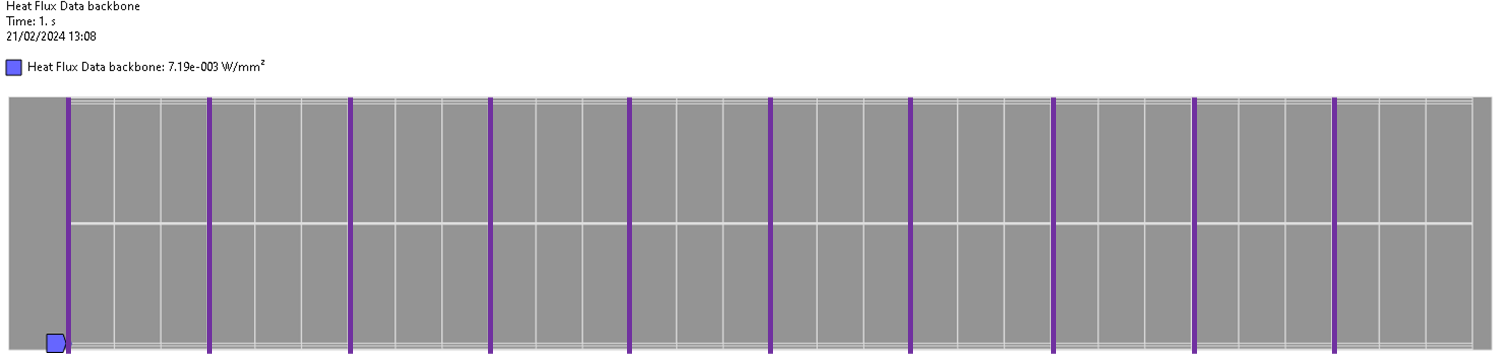 Heat Flux Data backbone
Time: 1. s
21/02/2024 13:08
Heat Flux Data backbone: 7.19e-003 W/mm²